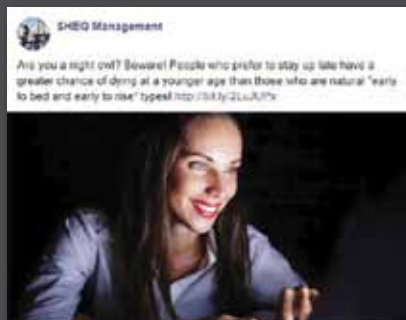 SHEQ Management
Are you a night owl? Beware! People who prefer to stay up late have a
greater chance of dying at a younger age than those who are natural "early
to bed and early to rise" types!